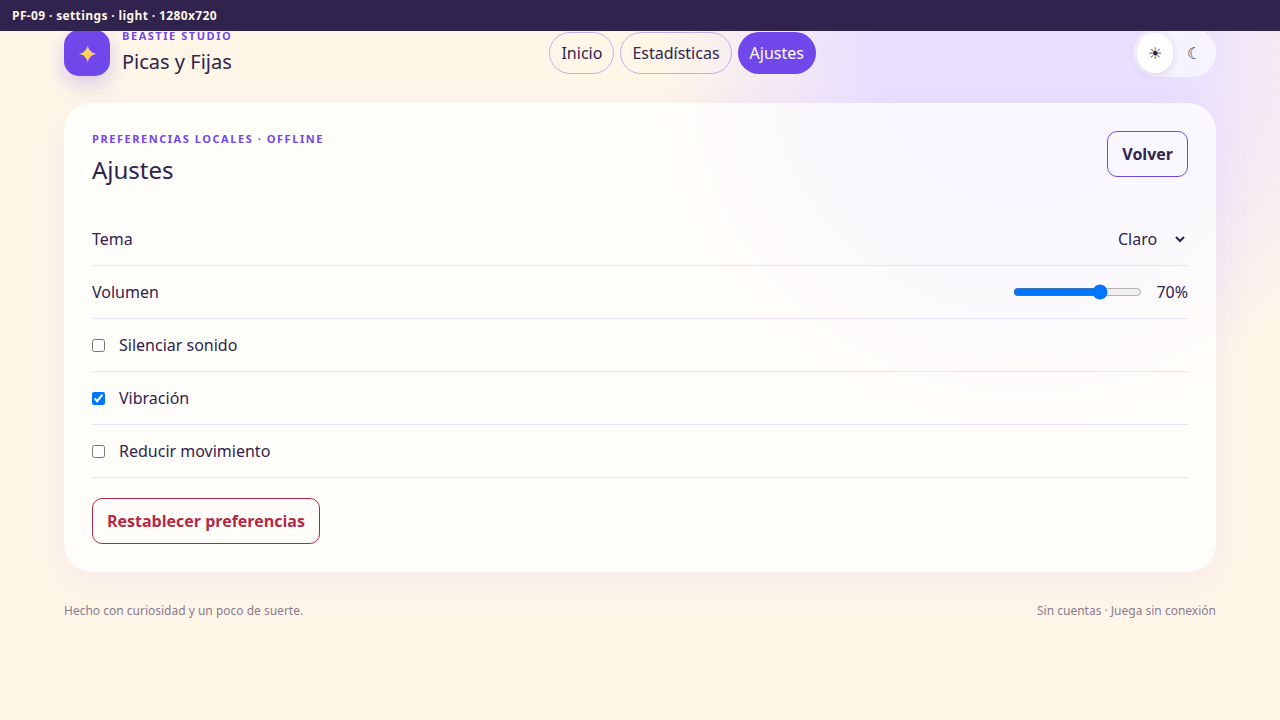 PF-09 · settings · light · 1280x720
BEASTIE STUDIO
Picas y Fijas
Inicio
Estadísticas
Ajustes
PREFERENCIAS LOCALES · OFFLINE
Ajustes
Volver
Tema
Claro
Volumen
70%
Silenciar sonido
Vibración
Reducir movimiento
Restablecer preferencias
Hecho con curiosidad y un poco de suerte.
Sin cuentas · Juega sin conexión